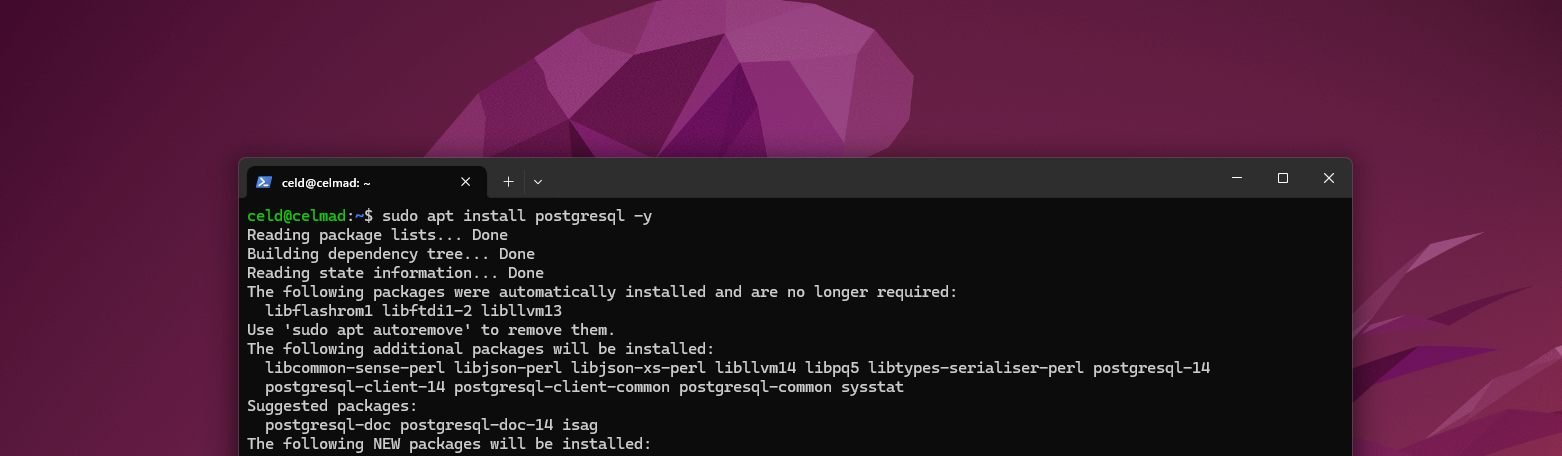 celd@celmad: ~
celd@celmad:~$ sudo apt install postgresql -y
Reading package lists... Done
Building dependency tree... Done
Reading state information... Done
The following packages were automatically installed and are no longer required:
  libflashrom1 libftdi1-2 libllvm13
Use 'sudo apt autoremove' to remove them.
The following additional packages will be installed:
  libcommon-sense-perl libjson-perl libjson-xs-perl libllvm14 libpq5 libtypes-serialiser-perl postgresql-14
  postgresql-client-14 postgresql-client-common postgresql-common sysstat
Suggested packages:
  postgresql-doc postgresql-doc-14 isag
The following NEW packages will be installed: